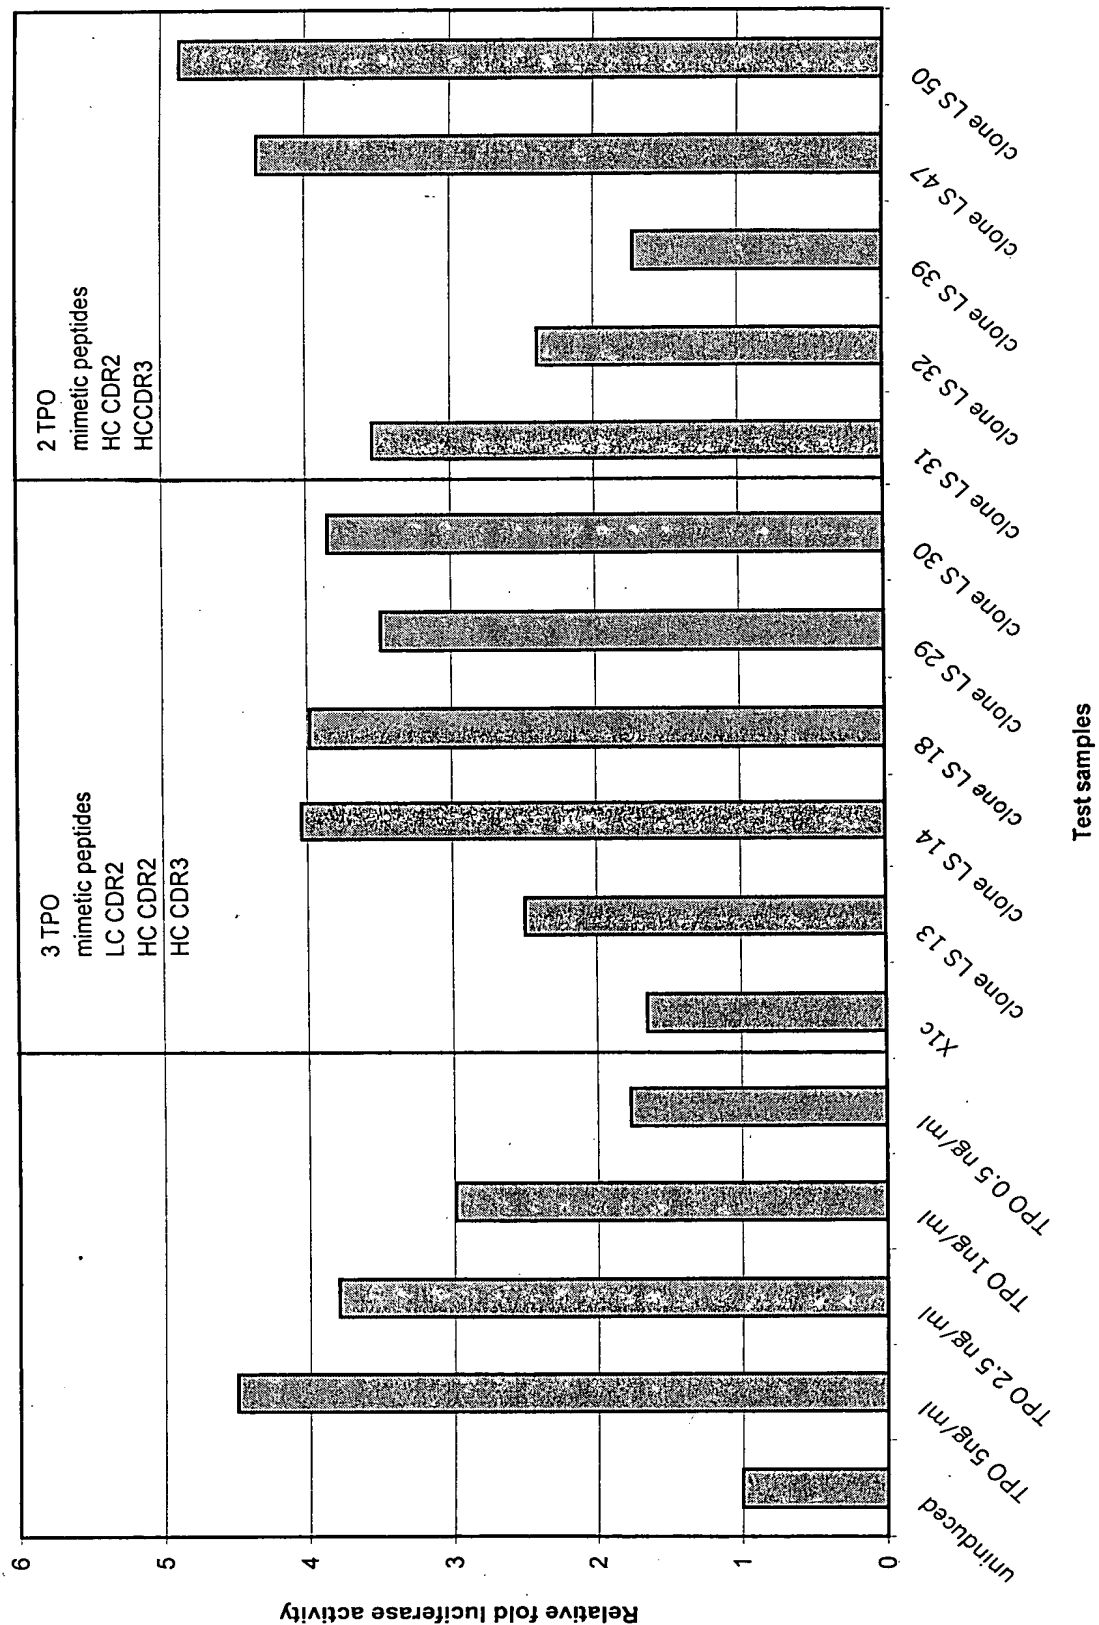 Relative fold luciferase activity
6
5
4
3
2
1
0
3 TPO
mimetic peptides
LC CDR2
HC CDR2
HC CDR3
2 TPO
mimetic peptides
HC CDR2
HCCDR3
uninduced
TPO 5ng/ml
TPO 2.5 ng/ml
TPO 1ng/ml
TPO 0.5 ng/ml
X1c
clone LS 13
clone LS 14
clone LS 18
clone LS 29
clone LS 30
clone LS 31
clone LS 32
clone LS 39
clone LS 47
clone LS 50
Test samples